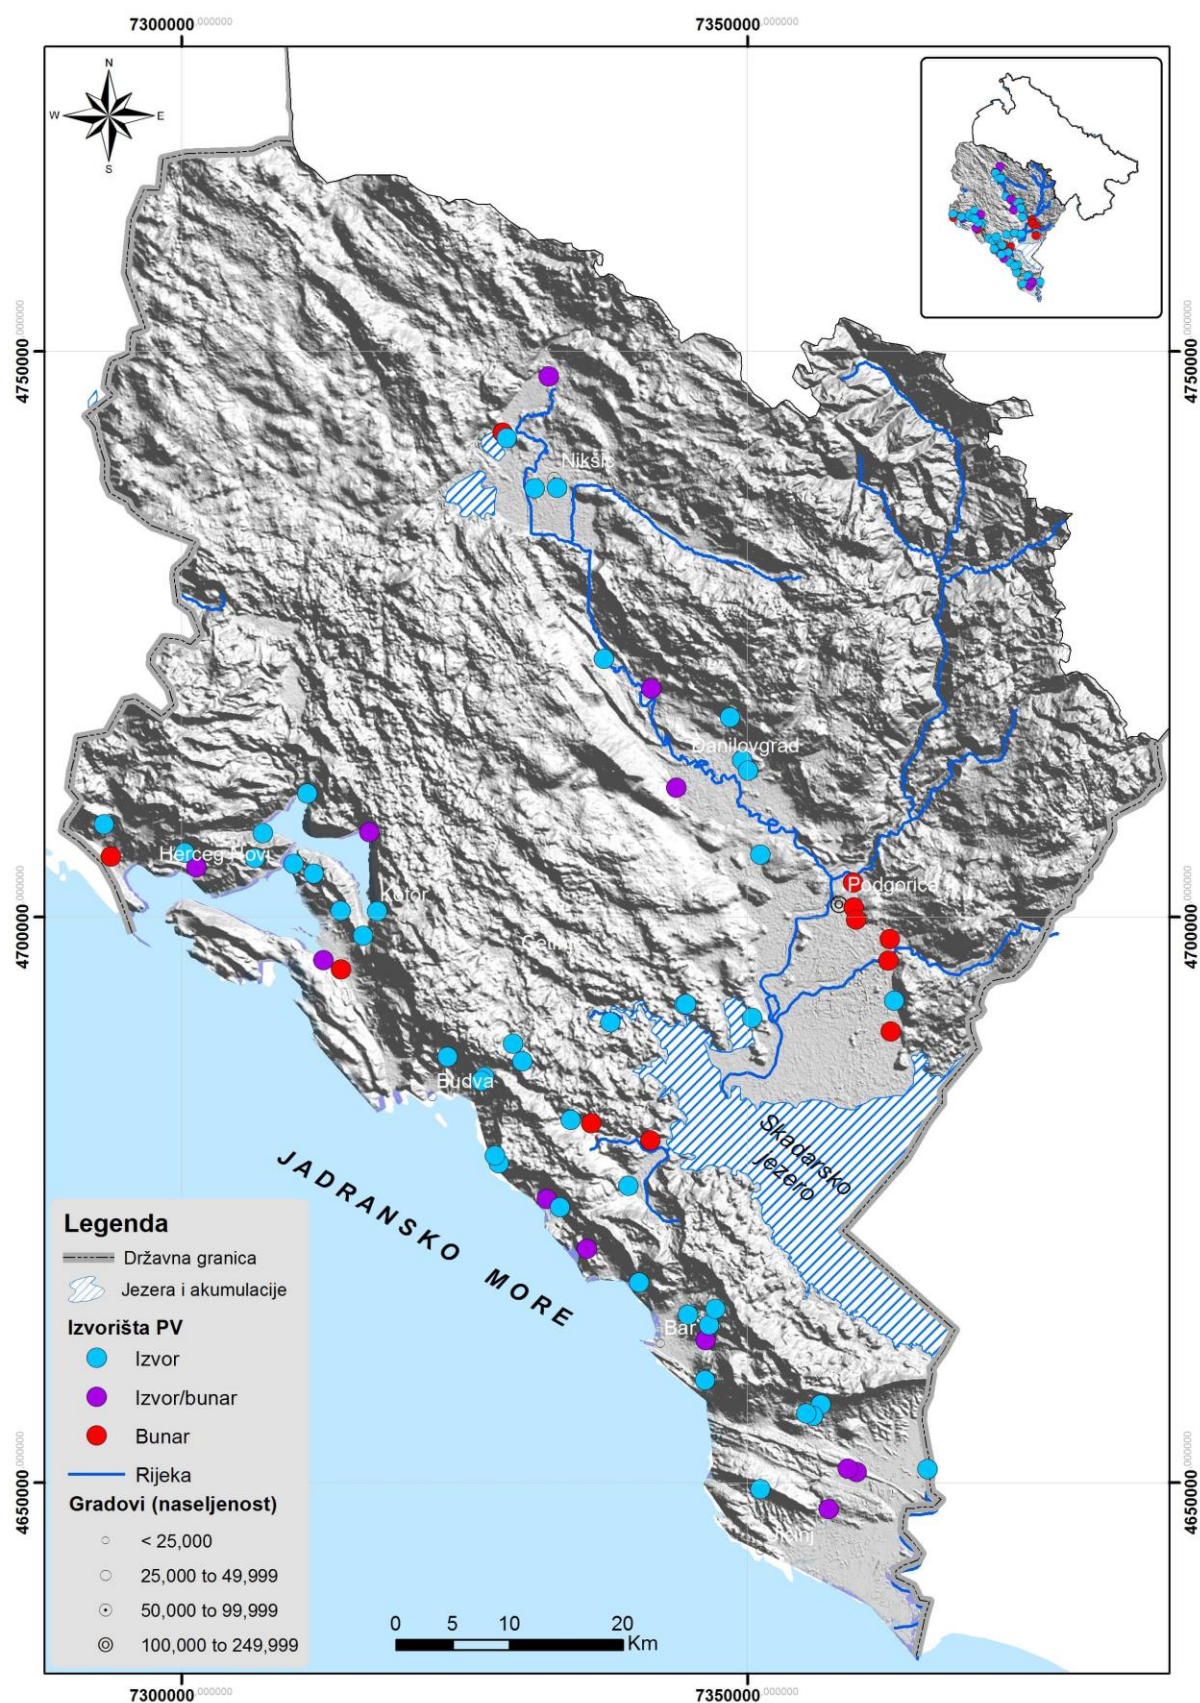 7300000,000000
7350000,000000
N
W
E
S
4750000,000000
4750000,000000
Nikšić
Danilovgrad
Herceg Novi
Podgorica
Kotor
4700000,000000
4700000,000000
Cetinje
Budva
Skadarsko
jezero
JADRANSKO MORE
Bar
Ulcinj
4650000,000000
4650000,000000
Legenda
Državna granica
Jezera i akumulacije
Izvorišta PV
Izvor
Izvor/bunar
Bunar
Rijeka
Gradovi (naseljenost)
< 25,000
25,000 to 49,999
50,000 to 99,999
100,000 to 249,999
0 5 10 20
Km
7300000,000000
7350000,000000